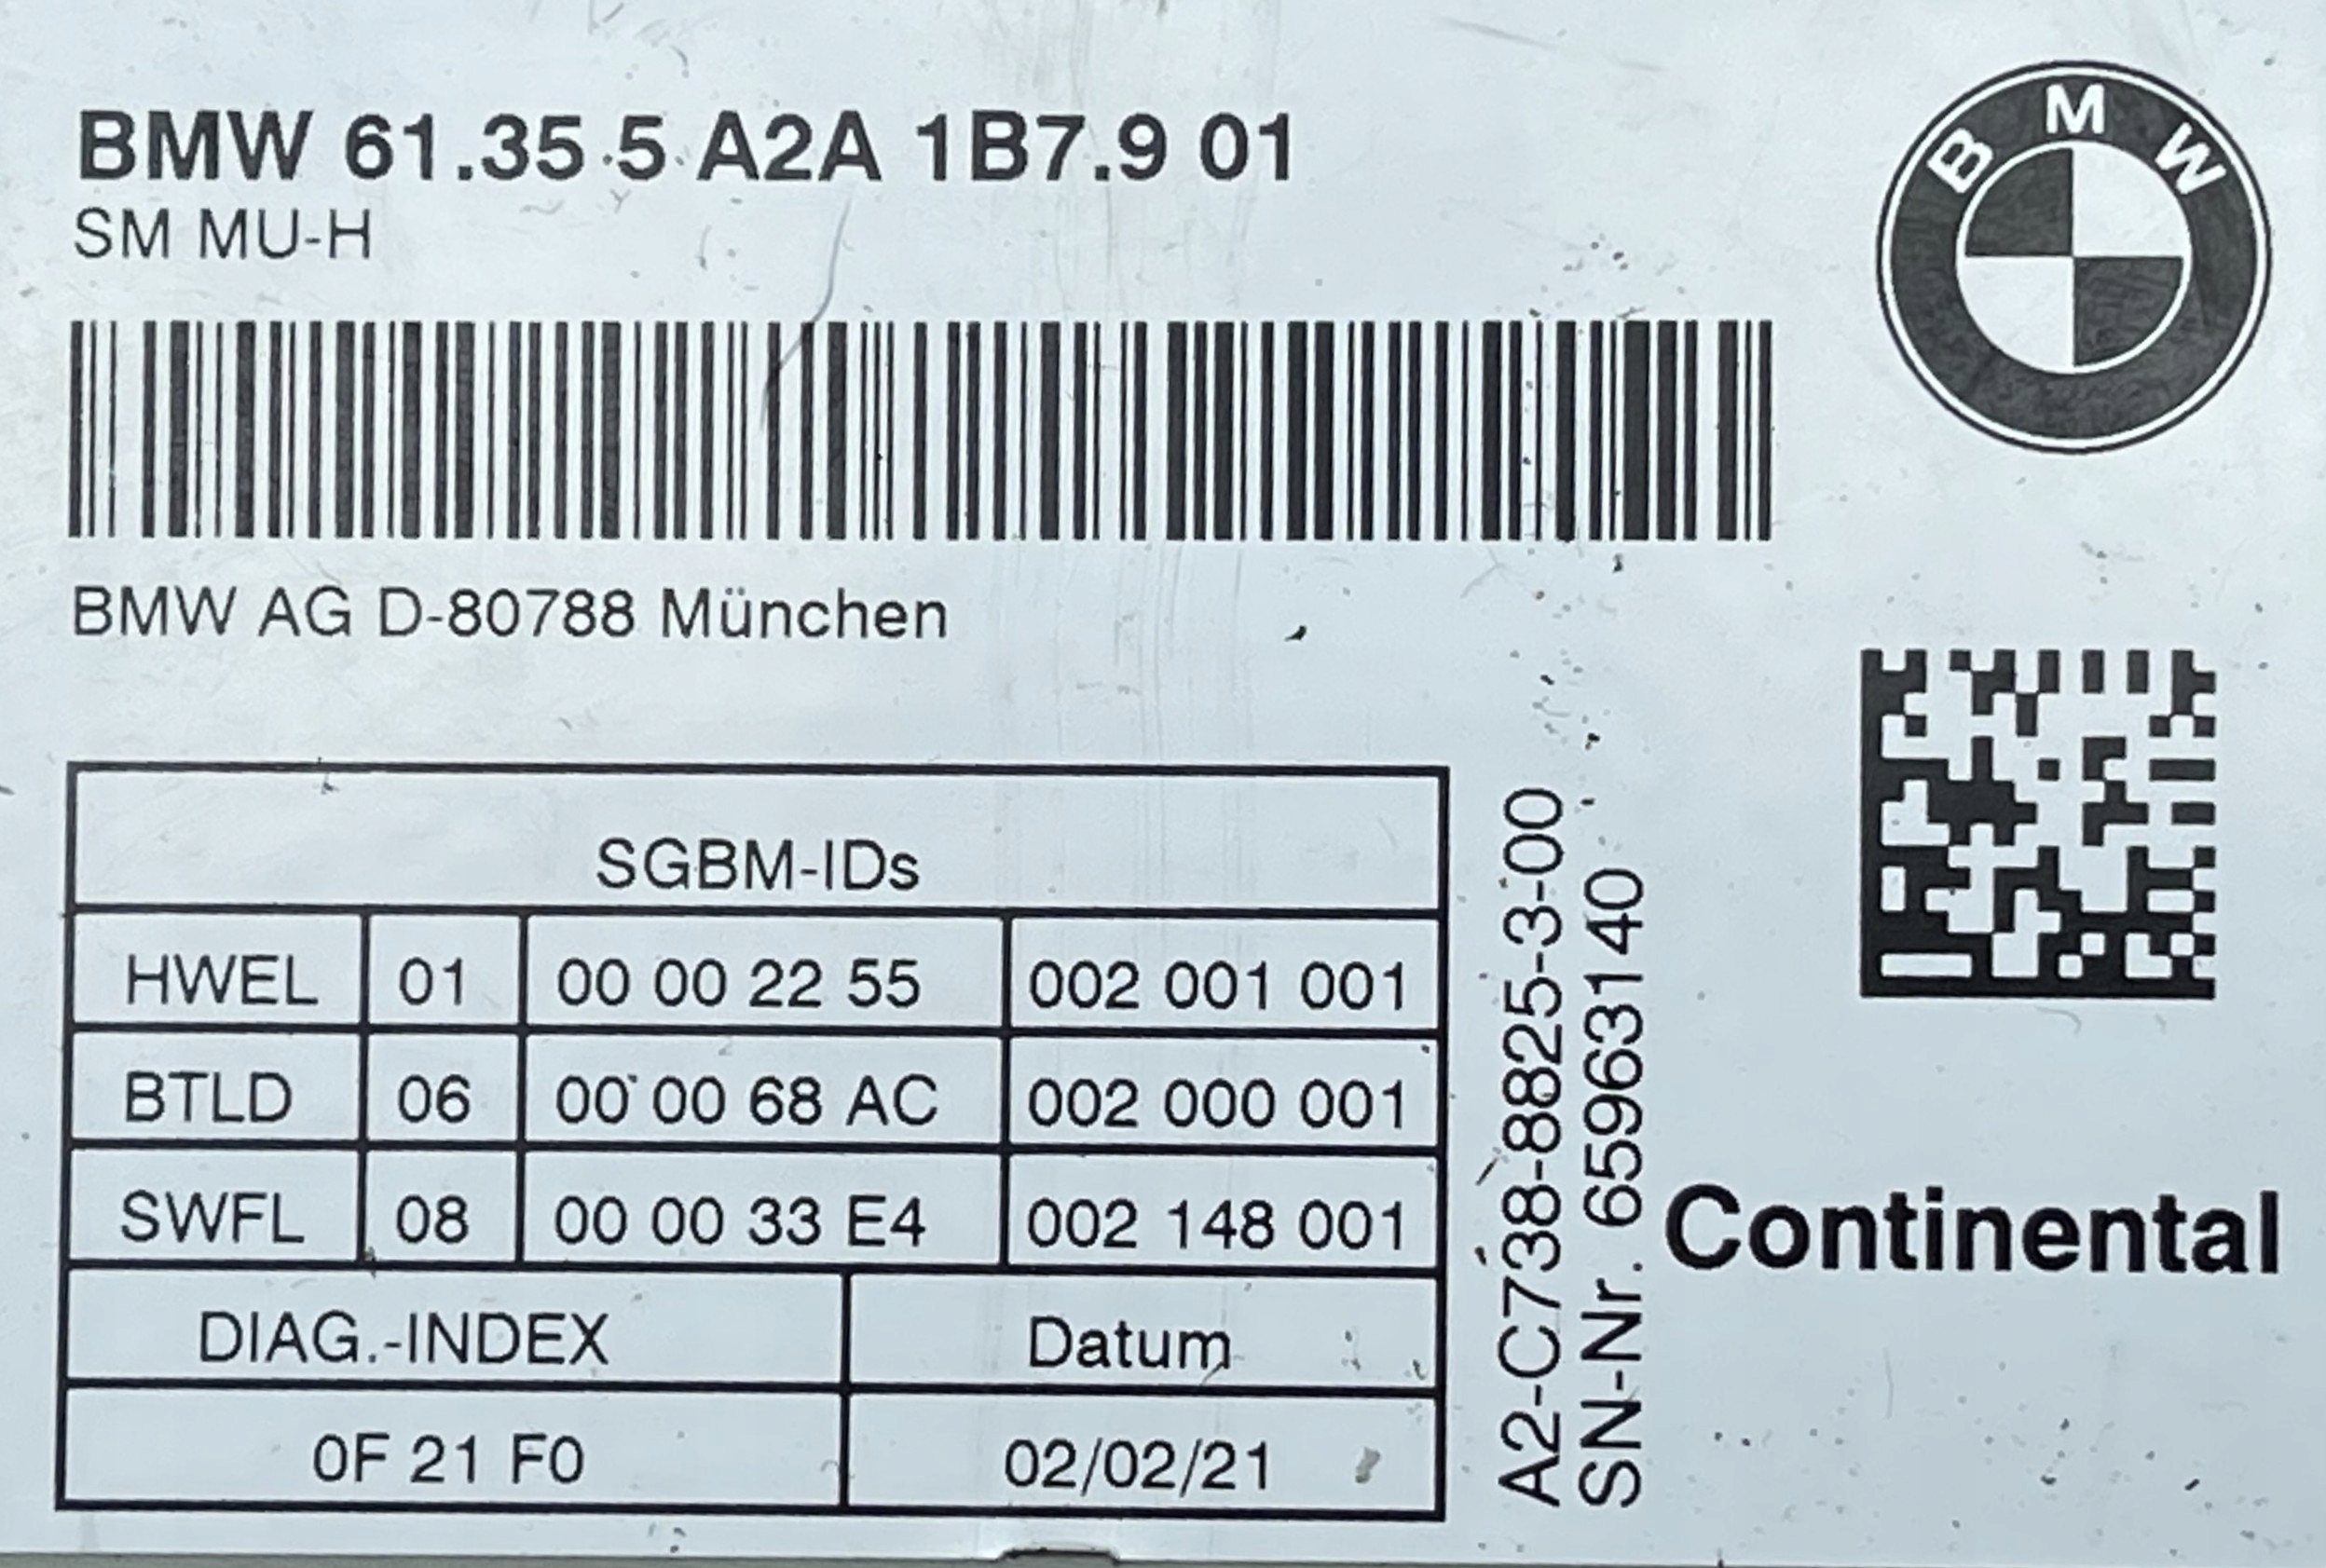 BMW 61.35 5 A2A 1B7.9 01
SM MU-H
BMW
BMW AG D-80788 München
SGBM-IDs
HWEL 01 00 00 22 55 002 001 001
BTLD 06 00 00 68 AC 002 000 001
SWFL 08 00 00 33 E4 002 148 001
DIAG.-INDEX Datum
0F 21 F0 02/02/21
A2-C738-8825-3-00
SN-Nr. 65963140
Continental